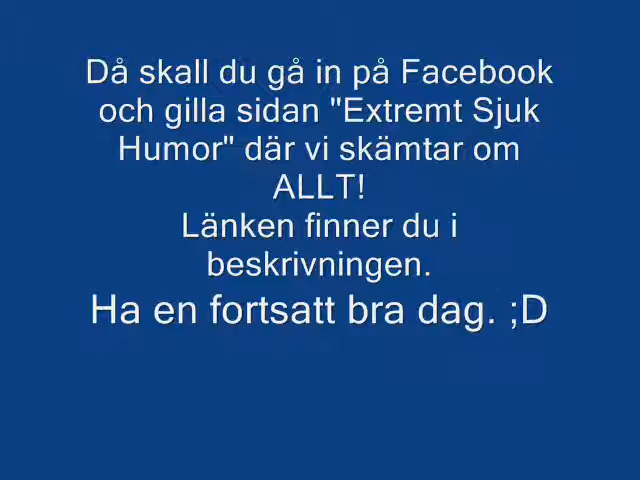 Då skall du gå in på Facebook
och gilla sidan "Extremt Sjuk
Humor" där vi skämtar om
ALLT!
Länken finner du i
beskrivningen.
Ha en fortsatt bra dag. ;D